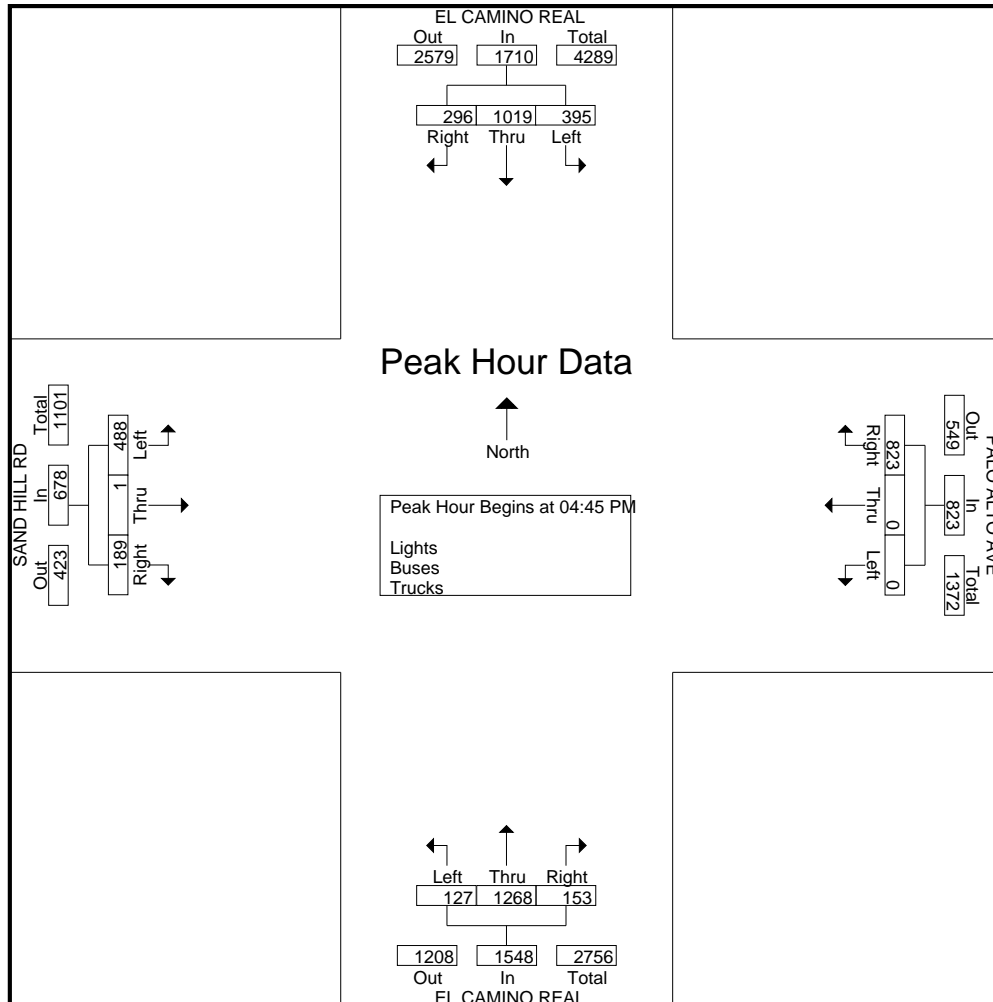 EL CAMINO REAL
Out In Total
2579 1710 4289
296 1019 395
Right Thru Left
Peak Hour Data
North
Peak Hour Begins at 04:45 PM
Lights
Buses
Trucks
SAND HILL RD
Out In Total
423 678 1101
189 1 488
Right Thru Left
PALO ALTO AVE
Out In Total
549 823 1372
823 0 0
Right Thru Left
Left Thru Right
127 1268 153
1208 1548 2756
Out In Total
EL CAMINO REAL